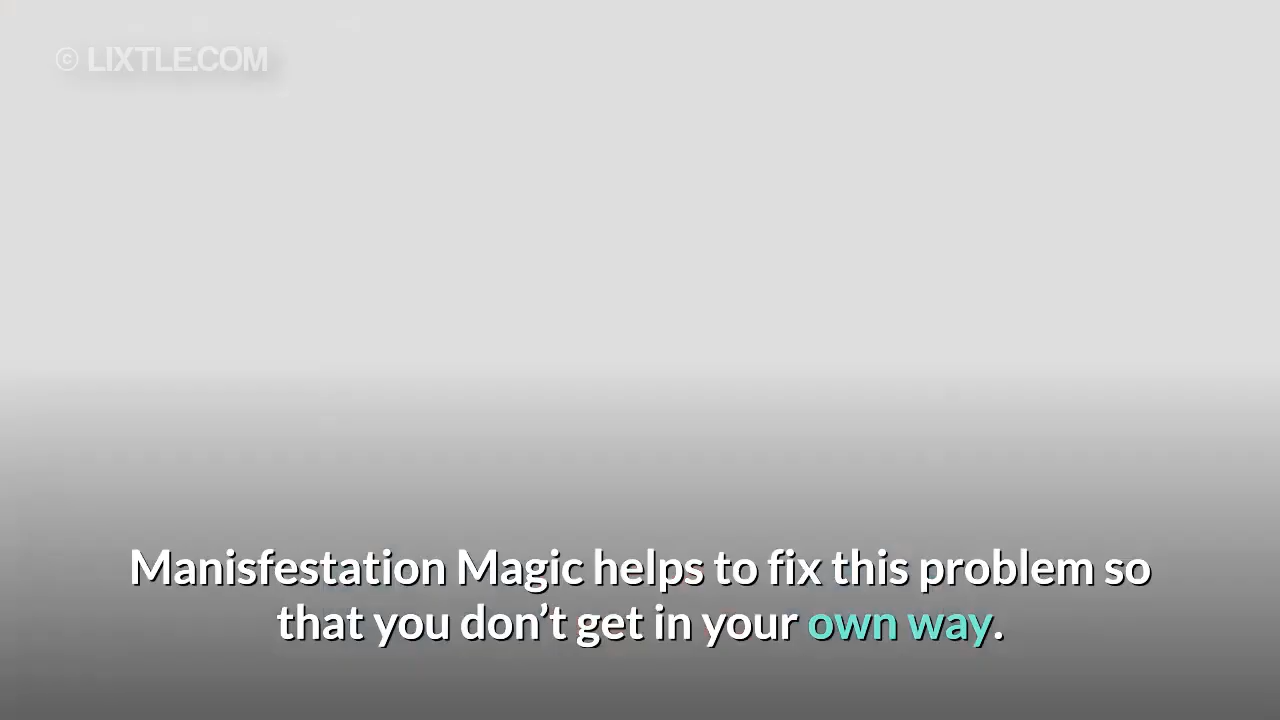 © LIXTLE.COM
Manisfestation Magic helps to fix this problem so
that you don’t get in your own way.